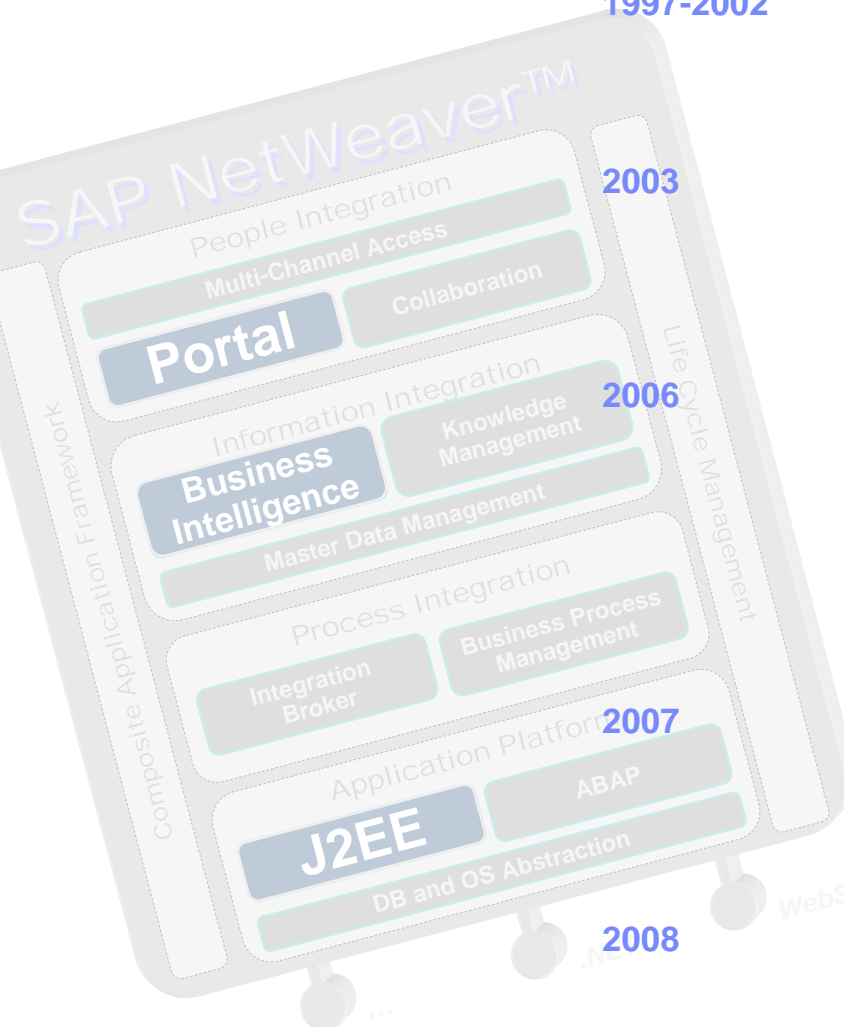 1997-2002
SAP NetWeaver™
2003
People Integration
Multi-Channel Access
Portal
Collaboration
2006
Information Integration
Business
Intelligence
Knowledge
Management
Master Data Management
Process Integration
Integration
Broker
Business Process
Management
2007
Application Platform
J2EE
ABAP
DB and OS Abstraction
Composite Application Framework
Life Cycle Management
2008
...